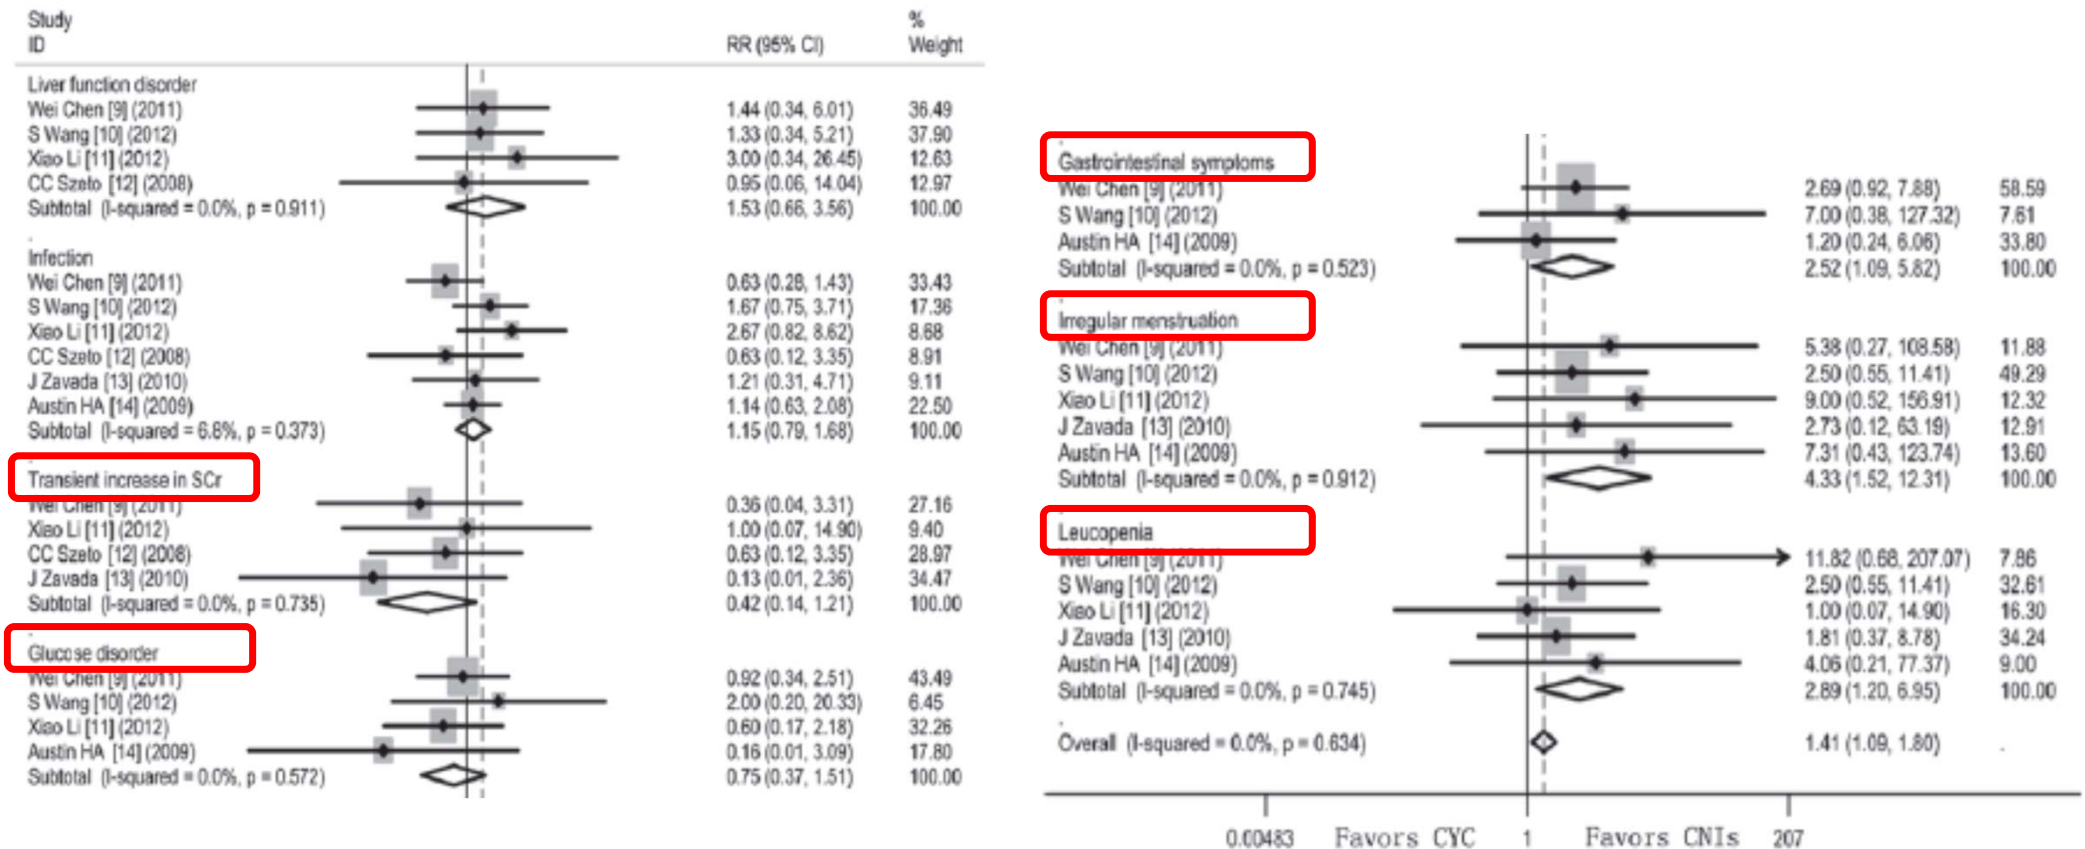 Study %
ID RR (95% CI) Weight
Liver function disorder
Wei Chen [9] (2011) 1.44 (0.34, 6.01) 36.49
S Wang [10] (2012) 1.33 (0.34, 5.21) 37.90
Xiao Li [11] (2012) 3.00 (0.34, 26.45) 12.63
CC Szeto [12] (2008) 0.95 (0.06, 14.04) 12.97
Subtotal (I-squared = 0.0%, p = 0.911) 1.53 (0.66, 3.56) 100.00
.
Infection
Wei Chen [9] (2011) 0.63 (0.28, 1.43) 33.43
S Wang [10] (2012) 1.67 (0.75, 3.71) 17.36
Xiao Li [11] (2012) 2.67 (0.82, 8.62) 8.68
CC Szeto [12] (2008) 0.63 (0.12, 3.35) 8.91
J Zavada [13] (2010) 1.21 (0.31, 4.71) 9.11
Austin HA [14] (2009) 1.14 (0.63, 2.08) 22.50
Subtotal (I-squared = 6.8%, p = 0.373) 1.15 (0.79, 1.68) 100.00
.
Transient increase in SCr
Wei Chen [9] (2011) 0.36 (0.04, 3.31) 27.16
Xiao Li [11] (2012) 1.00 (0.07, 14.90) 9.40
CC Szeto [12] (2008) 0.63 (0.12, 3.35) 28.97
J Zavada [13] (2010) 0.13 (0.01, 2.36) 34.47
Subtotal (I-squared = 0.0%, p = 0.735) 0.42 (0.14, 1.21) 100.00
.
Glucose disorder
Wei Chen [9] (2011) 0.92 (0.34, 2.51) 43.49
S Wang [10] (2012) 2.00 (0.20, 20.33) 6.45
Xiao Li [11] (2012) 0.60 (0.17, 2.18) 32.26
Austin HA [14] (2009) 0.16 (0.01, 3.09) 17.80
Subtotal (I-squared = 0.0%, p = 0.572) 0.75 (0.37, 1.51) 100.00
.
Gastrointestinal symptoms
Wei Chen [9] (2011) 2.69 (0.92, 7.88) 58.59
S Wang [10] (2012) 7.00 (0.38, 127.32) 7.61
Austin HA [14] (2009) 1.20 (0.24, 6.06) 33.80
Subtotal (I-squared = 0.0%, p = 0.523) 2.52 (1.09, 5.82) 100.00
.
Irregular menstruation
Wei Chen [9] (2011) 5.38 (0.27, 108.58) 11.88
S Wang [10] (2012) 2.50 (0.55, 11.41) 49.29
Xiao Li [11] (2012) 9.00 (0.52, 156.91) 12.32
J Zavada [13] (2010) 2.73 (0.12, 63.19) 12.91
Austin HA [14] (2009) 7.31 (0.43, 123.74) 13.60
Subtotal (I-squared = 0.0%, p = 0.912) 4.33 (1.52, 12.31) 100.00
.
Leucopenia
Wei Chen [9] (2011) 11.82 (0.68, 207.07) 7.86
S Wang [10] (2012) 2.50 (0.55, 11.41) 32.61
Xiao Li [11] (2012) 1.00 (0.07, 14.90) 16.30
J Zavada [13] (2010) 1.81 (0.37, 8.78) 34.24
Austin HA [14] (2009) 4.06 (0.21, 77.37) 9.00
Subtotal (I-squared = 0.0%, p = 0.745) 2.89 (1.20, 6.95) 100.00
.
Overall (I-squared = 0.0%, p = 0.634) 1.41 (1.09, 1.80) .
0.00483 Favors CYC 1 Favors CNIs 207